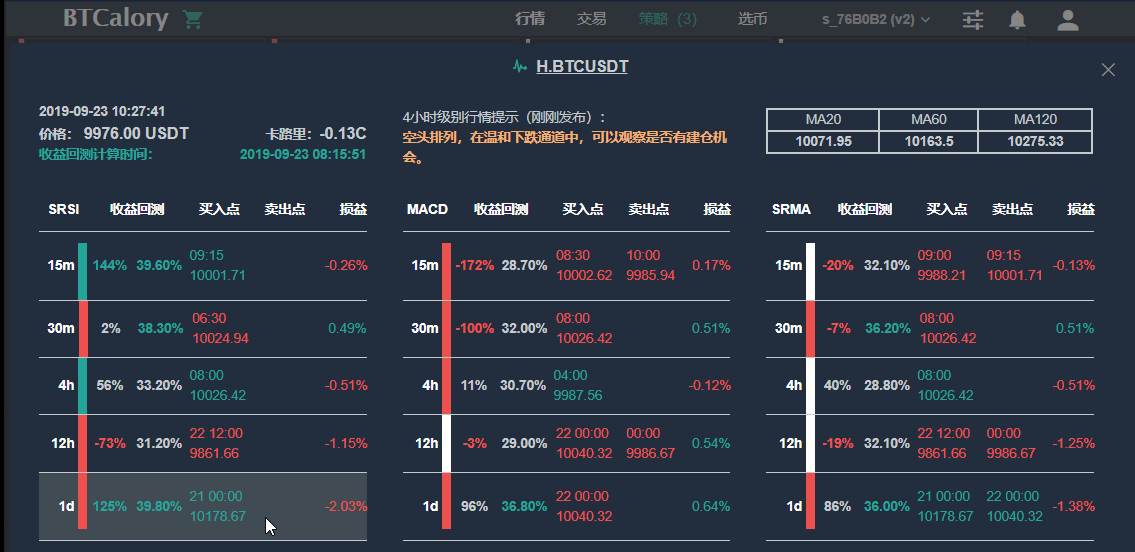 BTCalory 行情 交易 策略 (3) 选币 s_76B0B2 (v2)
H.BTCUSDT
2019-09-23 10:27:41
价格: 9976.00 USDT 卡路里: -0.13C
收益回测计算时间: 2019-09-23 08:15:51
4小时级别行情提示（刚刚发布）:
空头排列，在温和下跌通道中，可以观察是否有建仓机
会。
MA20 MA60 MA120
10071.95 10163.5 10275.33
SRSI 收益回测 买入点 卖出点 损益
15m 144% 39.60% 09:15 -0.26%
10001.71
30m 2% 38.30% 06:30 0.49%
10024.94
4h 56% 33.20% 08:00 -0.51%
10026.42
12h -73% 31.20% 22 12:00 -1.15%
9861.66
1d 125% 39.80% 21 00:00 -2.03%
10178.67
MACD 收益回测 买入点 卖出点 损益
15m -172% 28.70% 08:30 10:00 0.17%
10002.62 9985.94
30m -100% 32.00% 08:00 0.51%
10026.42
4h 11% 30.70% 04:00 -0.12%
9987.56
12h -3% 29.00% 22 00:00 00:00 0.54%
10040.32 9986.67
1d 96% 36.80% 22 00:00 0.64%
10040.32
SRMA 收益回测 买入点 卖出点 损益
15m -20% 32.10% 09:00 09:15 -0.13%
9988.21 10001.71
30m -7% 36.20% 08:00 0.51%
10026.42
4h 40% 28.80% 08:00 -0.51%
10026.42
12h -19% 32.10% 22 12:00 00:00 -1.25%
9861.66 9986.67
1d 86% 36.00% 21 00:00 22 00:00 -1.38%
10178.67 10040.32